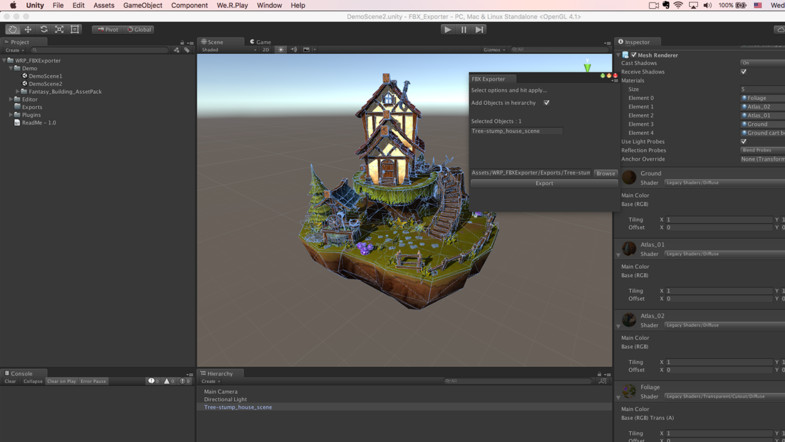 Unity File Edit Assets GameObject Component We.R.Play Window Help 100% Wed
DemoScene2.unity - FBX_Exporter - PC, Mac & Linux Standalone <OpenGL 4.1>
Pivot Global
Project
Create
WRP_FBXExporter
Demo
DemoScene1
DemoScene2
Fantasy_Building_AssetPack
Editor
Exports
Plugins
ReadMe - 1.0
Scene Game
Shaded 2D Gizmos
FBX Exporter
Select options and hit apply...
Add Objects in hierarchy
Selected Objects : 1
Tree-stump_house_scene
Assets/WRP_FBXExporter/Exports/Tree-stun Browse
Export
Inspector
Mesh Renderer
Cast Shadows On
Receive Shadows
Materials
Size 5
Element 0 Foliage
Element 1 Atlas_02
Element 2 Atlas_01
Element 3 Ground
Element 4 Ground cart b
Use Light Probes
Reflection Probes Blend Probes
Anchor Override None (Transform
Ground
Shader Legacy Shaders/Diffuse
Main Color
Base (RGB)
Tiling X 1 Y 1
Offset X 0 Y 0
Atlas_01
Shader Legacy Shaders/Diffuse
Main Color
Base (RGB)
Tiling X 1 Y 1
Offset X 0 Y 0
Atlas_02
Shader Legacy Shaders/Diffuse
Main Color
Base (RGB)
Tiling X 1 Y 1
Offset X 0 Y 0
Foliage
Shader Legacy Shaders/Transparent/Cutout/Diffuse
Main Color
Base (RGB) Trans (A)
Tiling X 1 Y 1
Offset X 0 Y 0
Console
Clear Collapse Clear on Play Error Pause
Hierarchy
Create
Main Camera
Directional Light
Tree-stump_house_scene